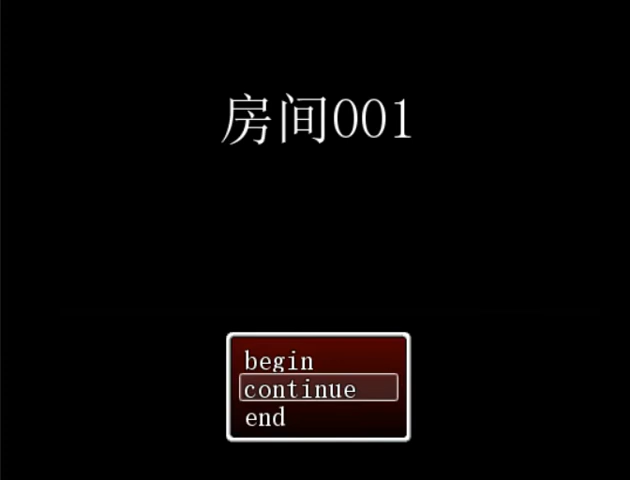 房间001
begin
continue
end